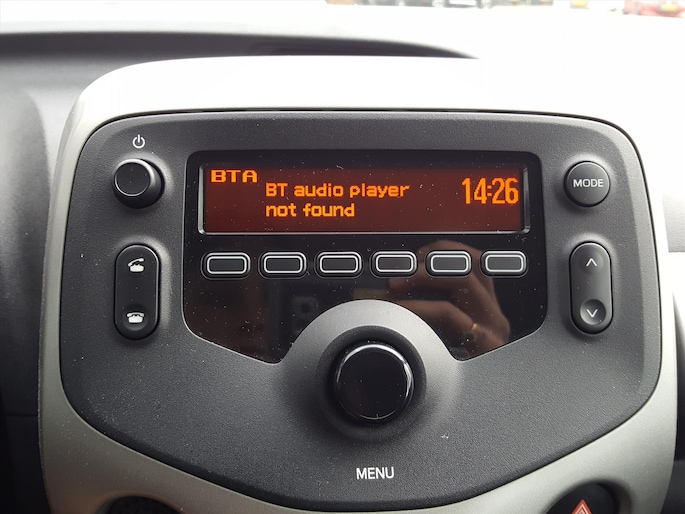 BTA
BT audio player
not found
14:26
MODE
MENU